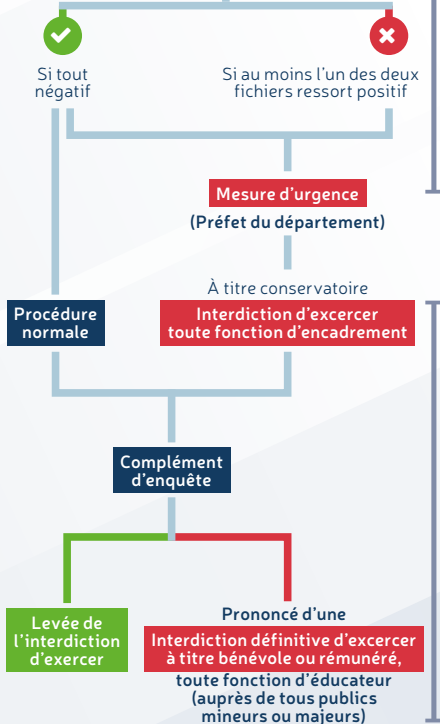 Si tout
négatif
Si au moins l'un des deux
fichiers ressort positif
Mesure d'urgence
(Préfet du département)
À titre conservatoire
Procédure
normale
Interdiction d'excercer
toute fonction d'encadrement
Complément
d'enquête
Levée de
l'interdiction
d'exercer
Prononcé d'une
Interdiction définitive d'excercer
à titre bénévole ou rémunéré,
toute fonction d'éducateur
(auprès de tous publics
mineurs ou majeurs)